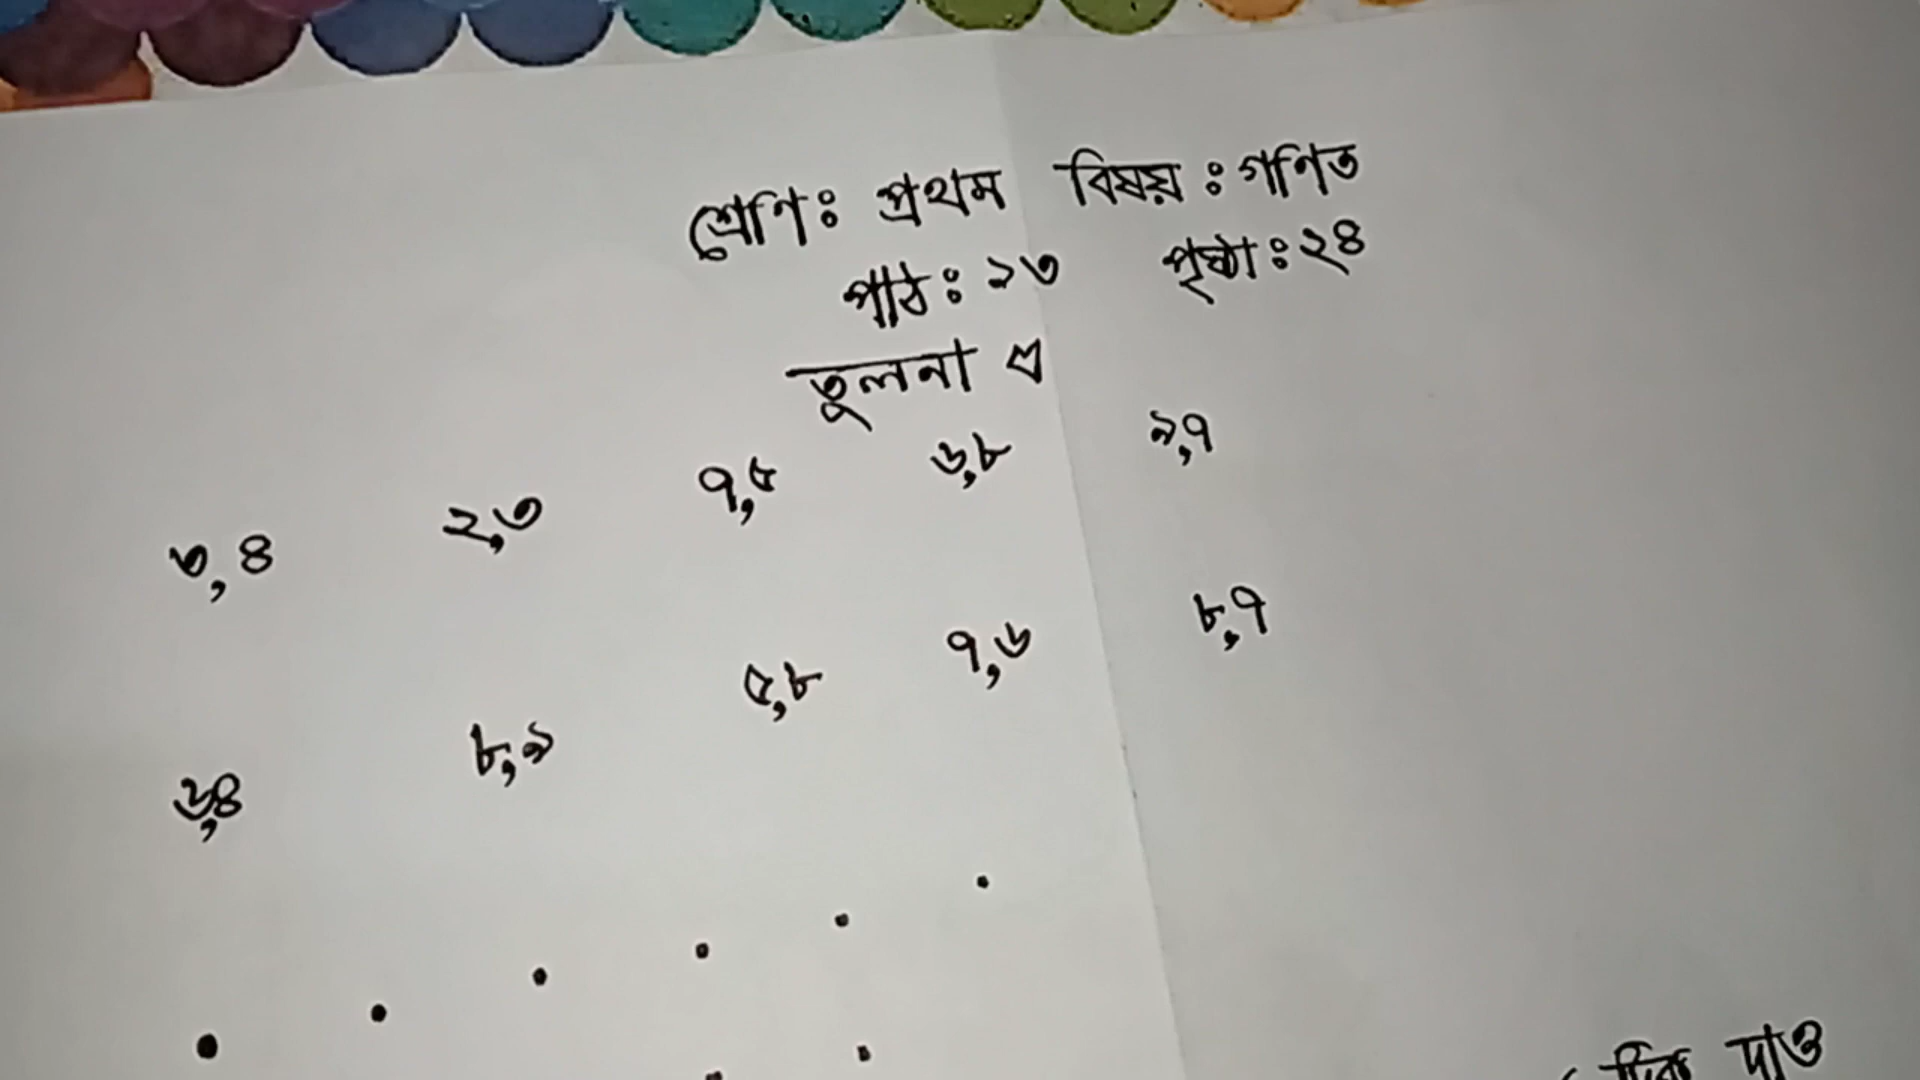 শ্রেণি: প্রথম বিষয়: গণিত
পাঠ: ১৩ পৃষ্ঠা: ২৪
তুলনা
৩, ৪ ২,৩ ৭,৫ ৬,৮ ৯,৭
৬,৪ ৮,৯ ৫,৮ ৭,৬ ৮,৭
দাও